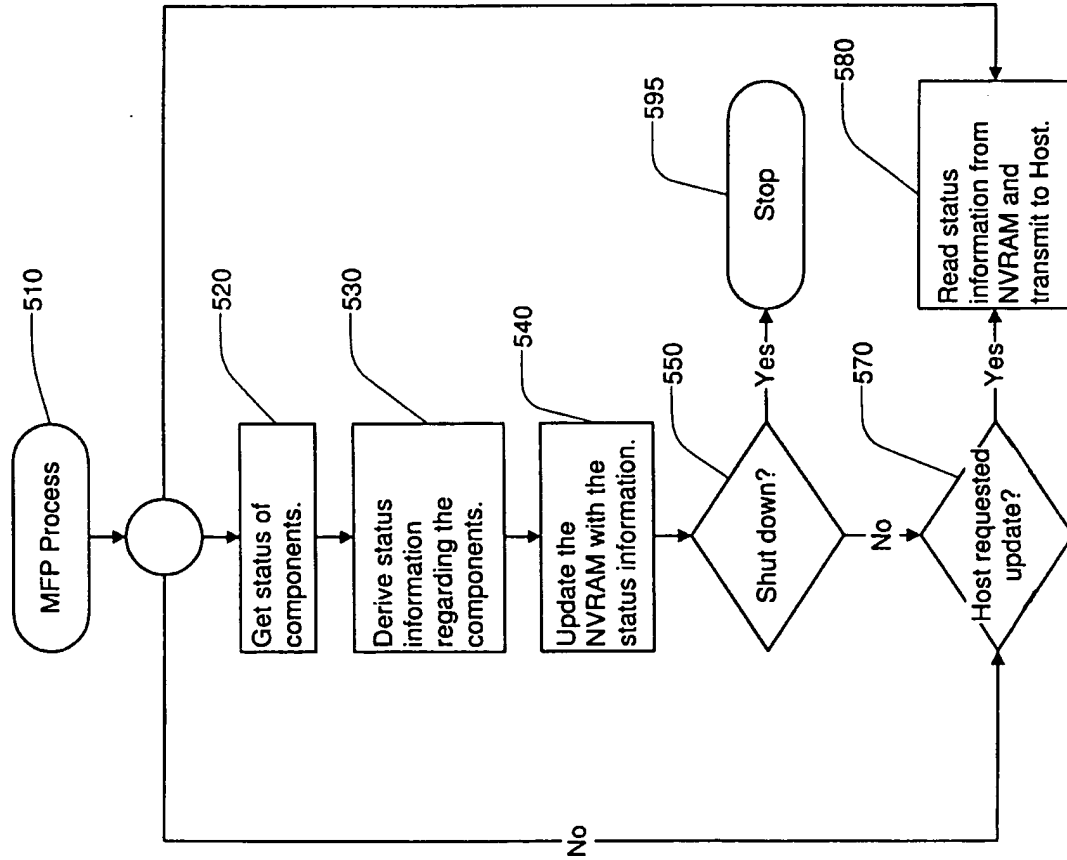 MFP Process
510
Get status of
components.
520
Derive status
information
regarding the
components.
530
Update the
NVRAM with the
status information.
540
Shut down?
550
Yes
Stop
595
No
Host requested
update?
570
Yes
Read status
information from
NVRAM and
transmit to Host.
580
No